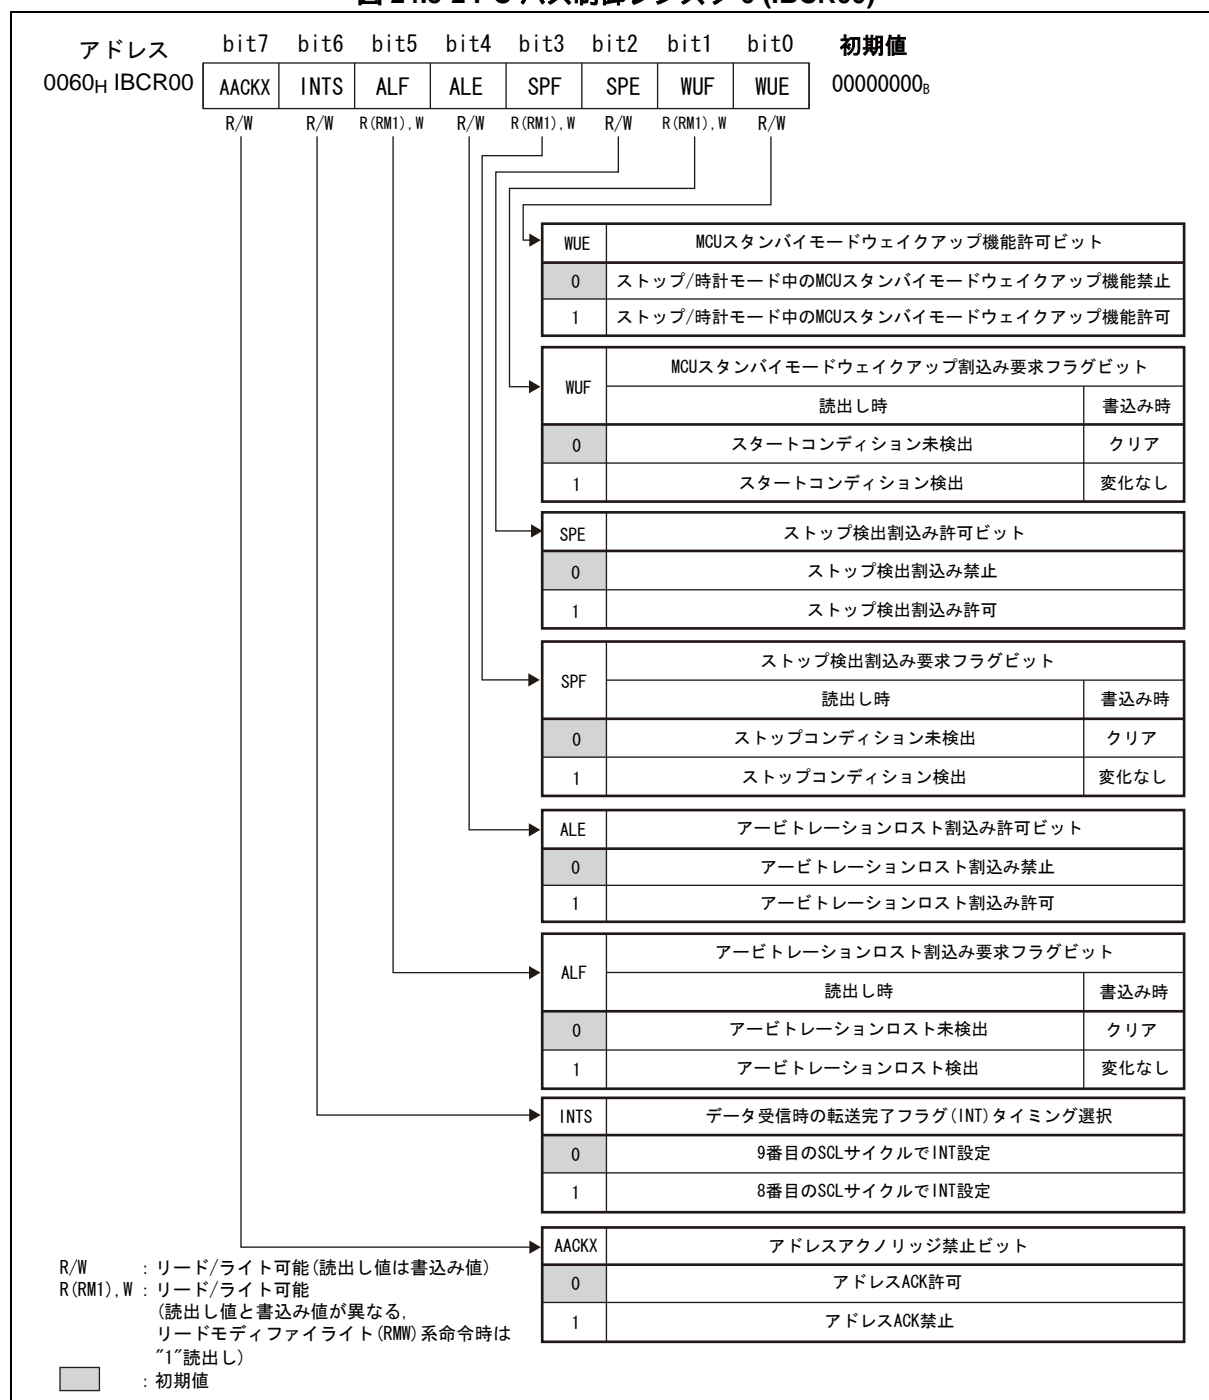 アドレス bit7 bit6 bit5 bit4 bit3 bit2 bit1 bit0 初期値
0060H IBCR00 AACKX INTS ALF ALE SPF SPE WUF WUE 00000000B
R/W R/W R(RM1),W R/W R(RM1),W R/W R(RM1),W R/W
WUE MCUスタンバイモードウェイクアップ機能許可ビット
0 ストップ/時計モード中のMCUスタンバイモードウェイクアップ機能禁止
1 ストップ/時計モード中のMCUスタンバイモードウェイクアップ機能許可
WUF MCUスタンバイモードウェイクアップ割込み要求フラグビット
読出し時 書込み時
0 スタートコンディション未検出 クリア
1 スタートコンディション検出 変化なし
SPE ストップ検出割込み許可ビット
0 ストップ検出割込み禁止
1 ストップ検出割込み許可
SPF ストップ検出割込み要求フラグビット
読出し時 書込み時
0 ストップコンディション未検出 クリア
1 ストップコンディション検出 変化なし
ALE アービトレーションロスト割込み許可ビット
0 アービトレーションロスト割込み禁止
1 アービトレーションロスト割込み許可
ALF アービトレーションロスト割込み要求フラグビット
読出し時 書込み時
0 アービトレーションロスト未検出 クリア
1 アービトレーションロスト検出 変化なし
INTS データ受信時の転送完了フラグ(INT)タイミング選択
0 9番目のSCLサイクルでINT設定
1 8番目のSCLサイクルでINT設定
AACKX アドレスアクノリッジ禁止ビット
0 アドレスACK許可
1 アドレスACK禁止
R/W : リード/ライト可能(読出し値は書込み値)
R(RM1),W : リード/ライト可能
(読出し値と書込み値が異なる,
リードモディファイライト(RMW)系命令時は
"1"読出し)
: 初期値